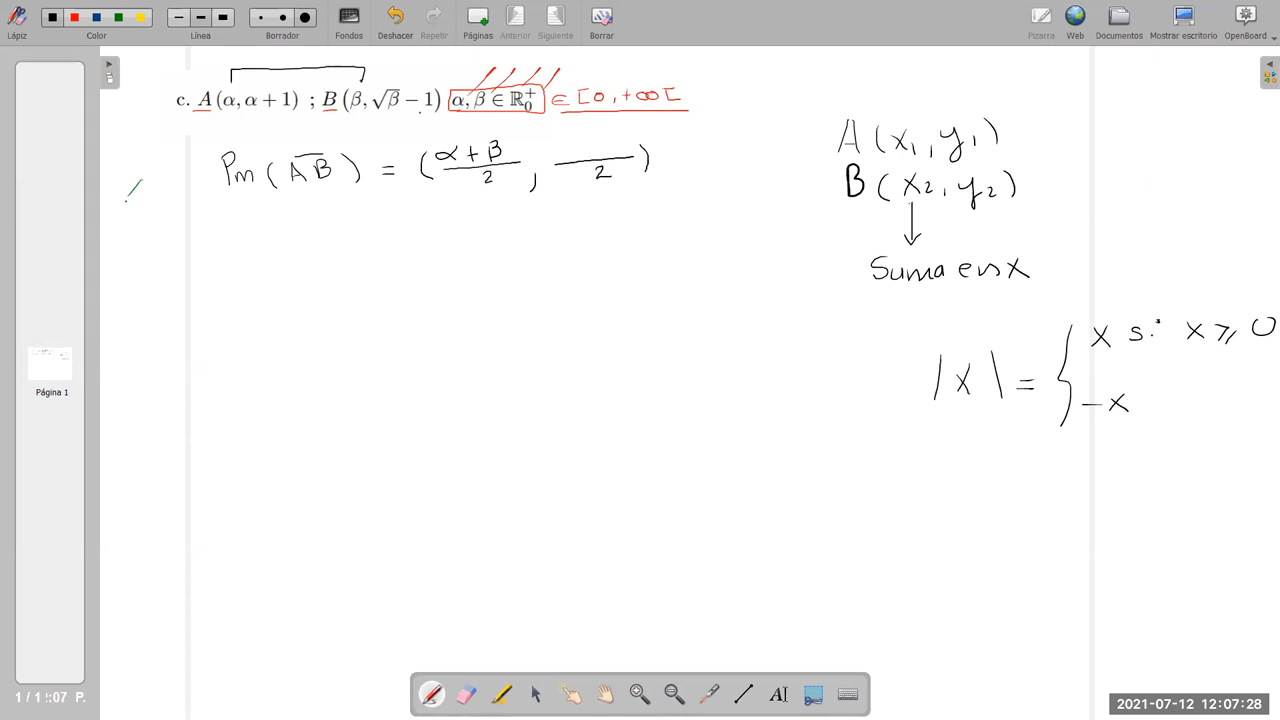 Lápiz Color Línea Borrador Fondos Deshacer Repetir Páginas Anterior Siguiente Borrar Pizarra Web Documentos Mostrar escritorio OpenBoard
c. A (α, α + 1) ; B (β, √β − 1) α, β ∈ ℝ₀⁺ ∈ [0, +∞[
Pm ( AB ) = ( α + β / 2 , / 2 )
A ( x₁ , y₁ )
B ( x₂ , y₂ )
Suma en x
|x| = { x si x ≥ 0
−x
Página 1
1 / 1
AI
2021-07-12 12:07:28